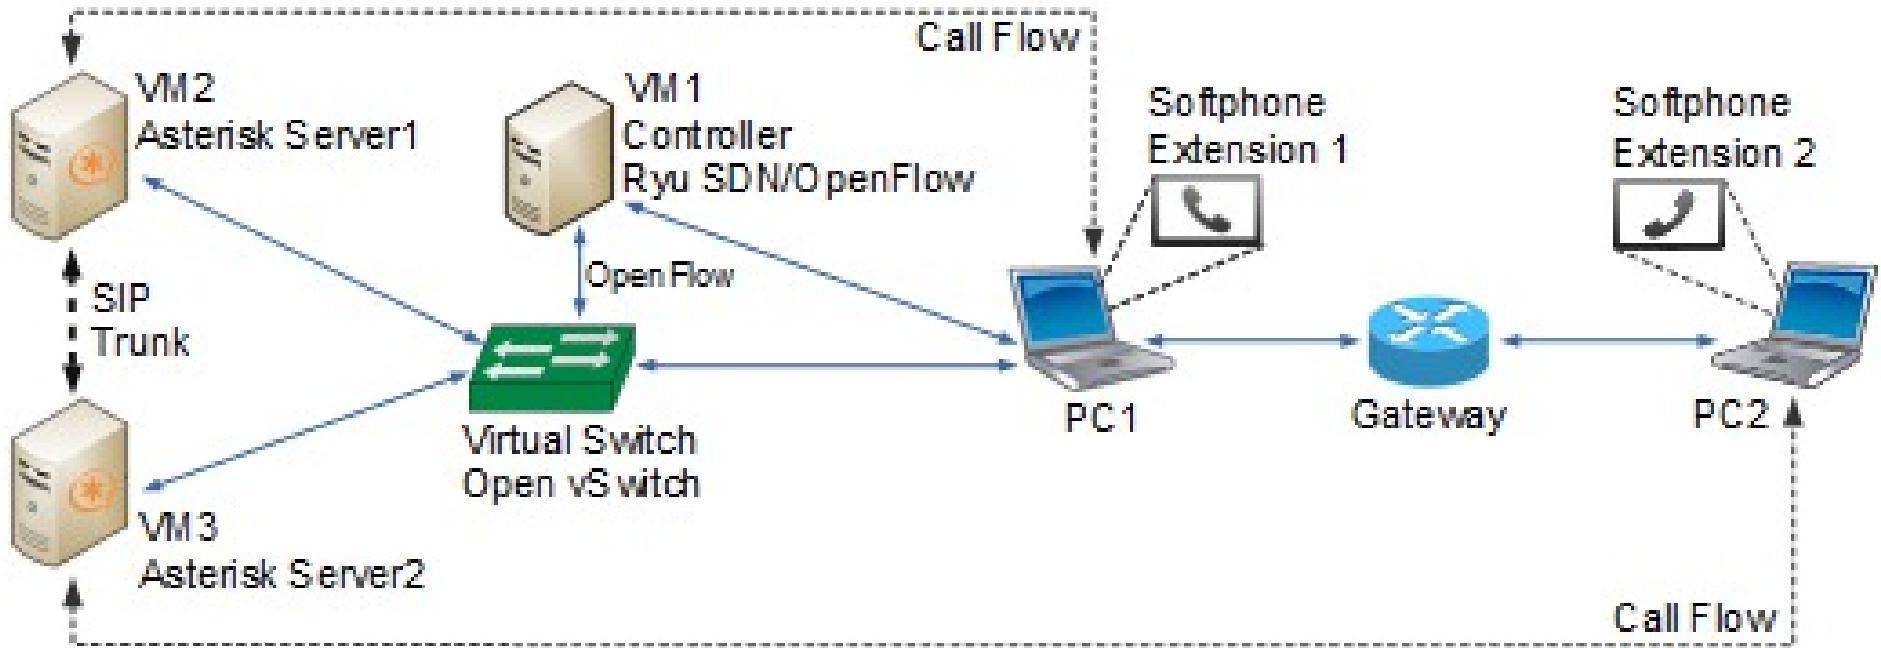 Call Flow
VM2
Asterisk Server1
VM1
Controller
Ryu SDN/OpenFlow
Softphone
Extension 1
Softphone
Extension 2
OpenFlow
SIP
Trunk
PC1
Gateway
PC2
Virtual Switch
Open vSwitch
VM3
Asterisk Server2
Call Flow